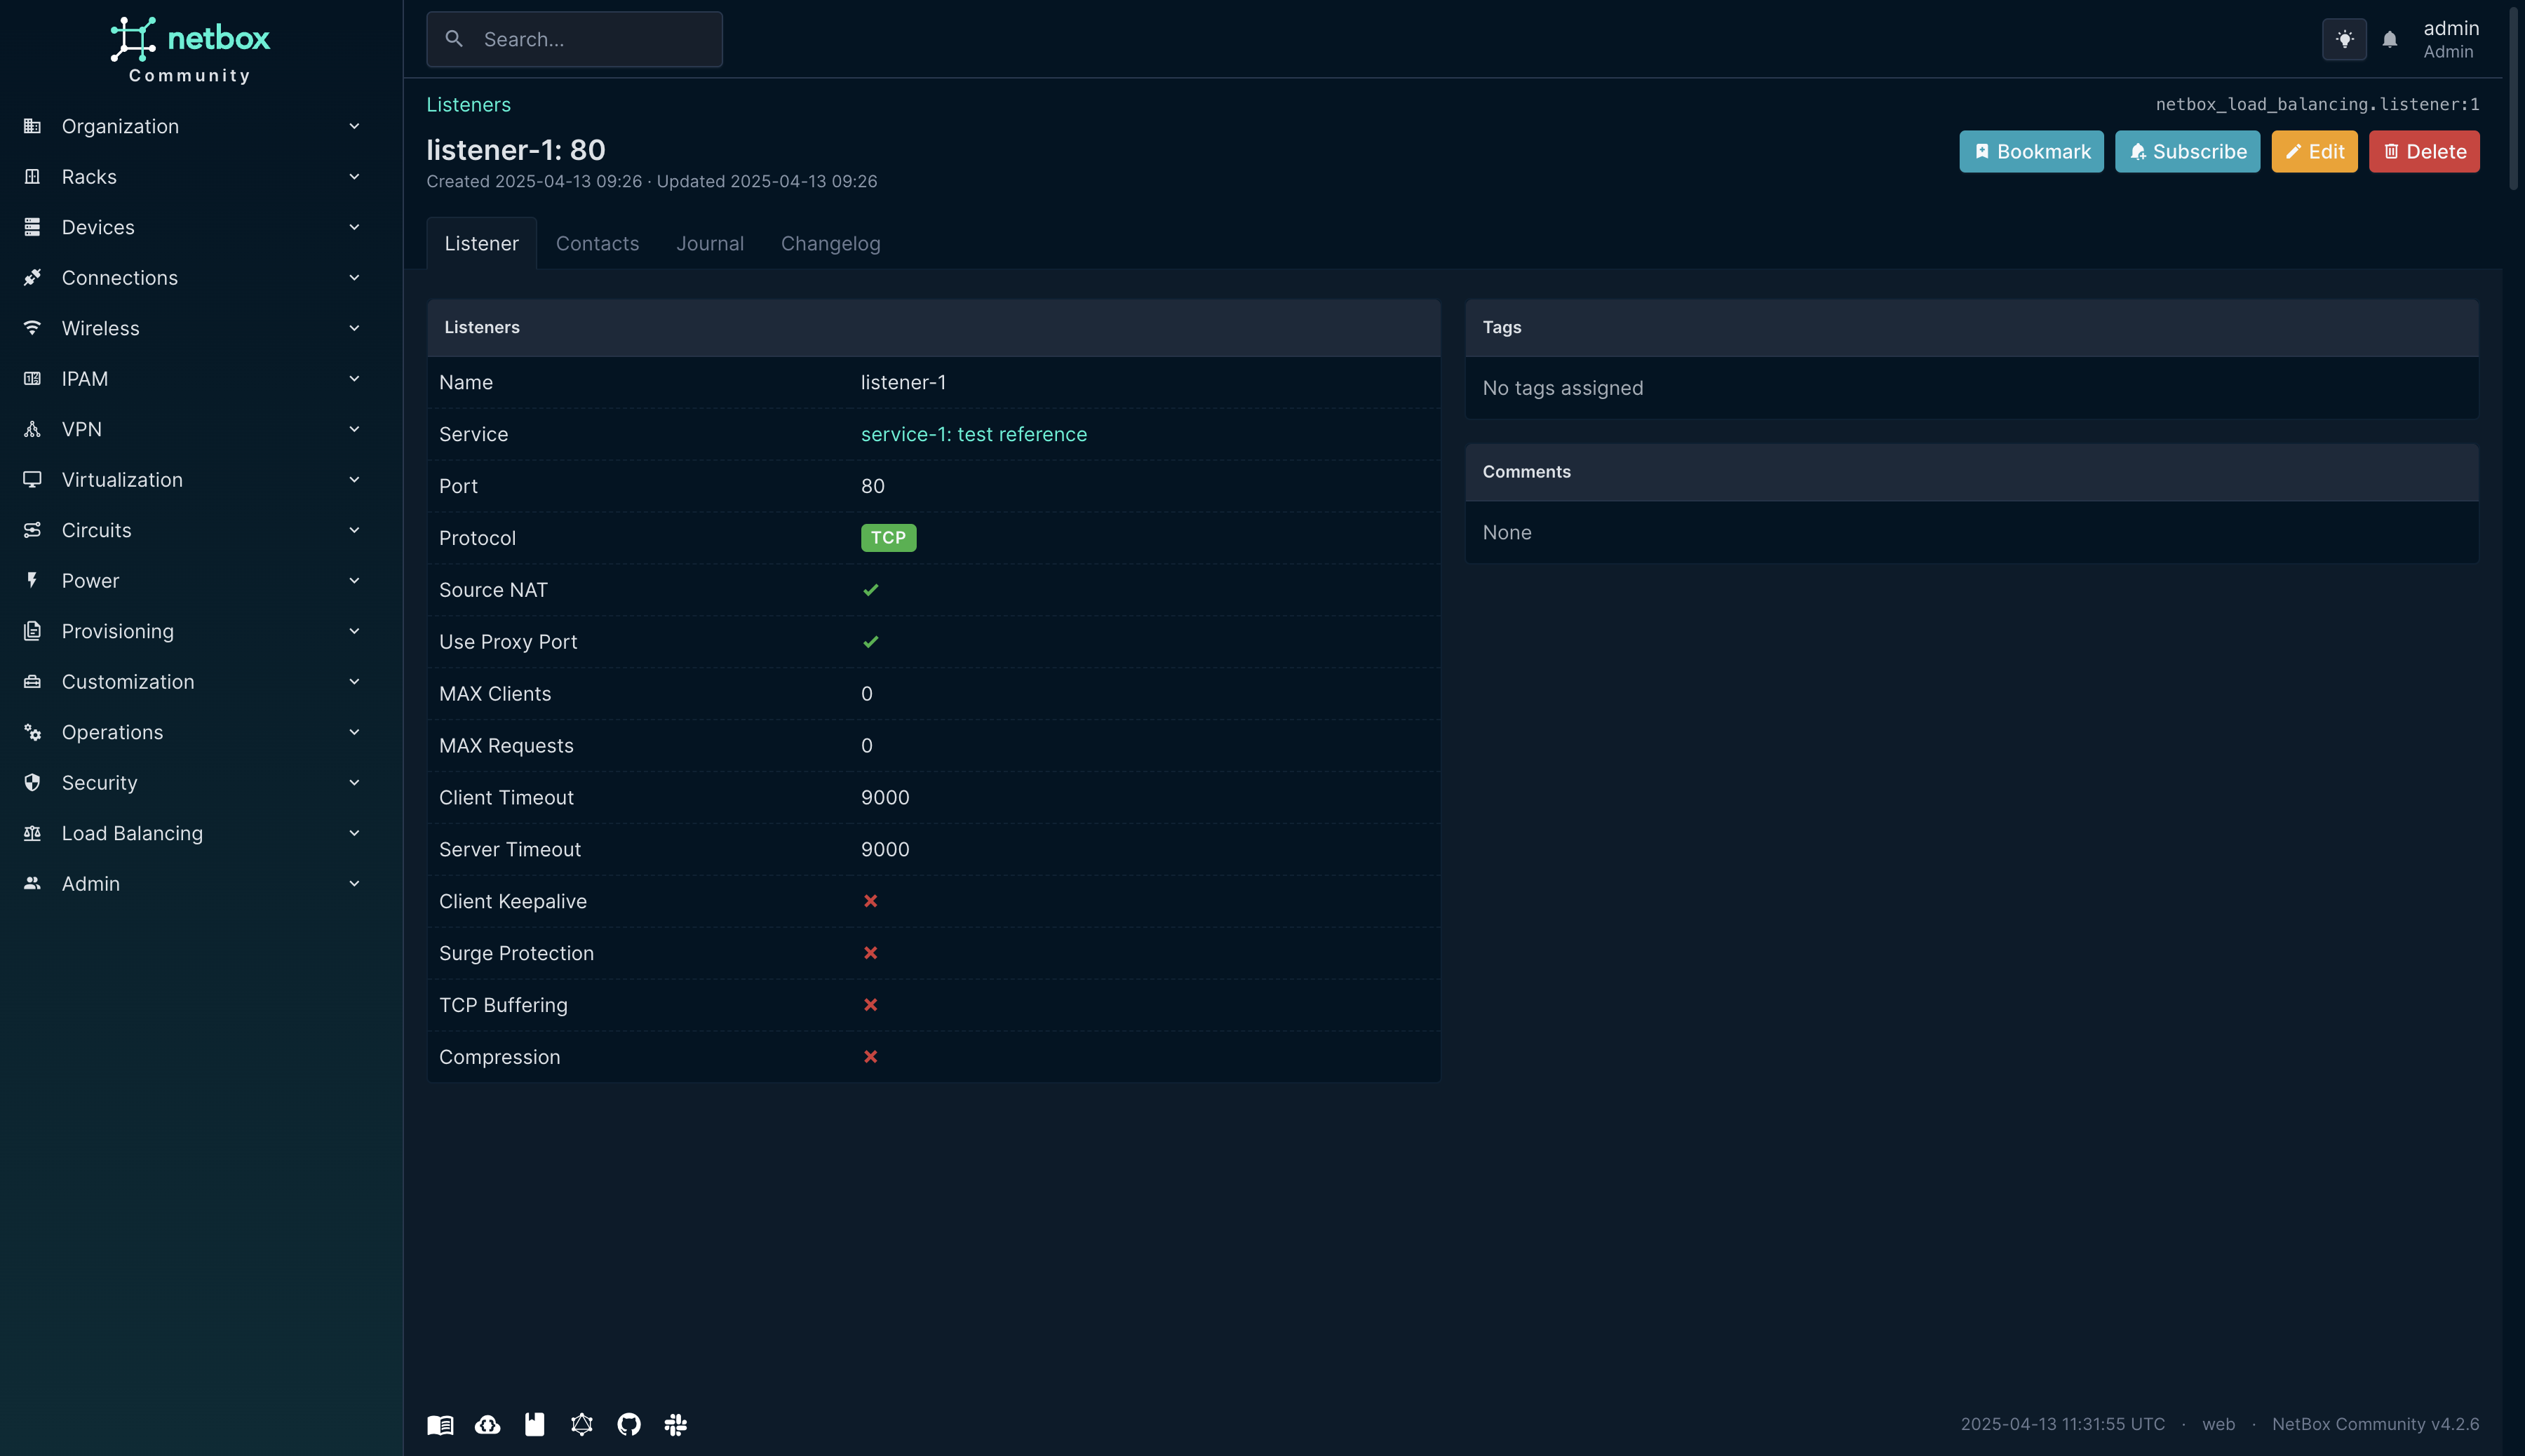 netbox
Community
Search...
admin
Admin
Organization
Racks
Devices
Connections
Wireless
IPAM
VPN
Virtualization
Circuits
Power
Provisioning
Customization
Operations
Security
Load Balancing
Admin
Listeners
netbox_load_balancing.listener:1
listener-1: 80
Created 2025-04-13 09:26 · Updated 2025-04-13 09:26
Bookmark Subscribe Edit Delete
Listener Contacts Journal Changelog
Listeners
Name listener-1
Service service-1: test reference
Port 80
Protocol TCP
Source NAT
Use Proxy Port
MAX Clients 0
MAX Requests 0
Client Timeout 9000
Server Timeout 9000
Client Keepalive
Surge Protection
TCP Buffering
Compression
Tags
No tags assigned
Comments
None
2025-04-13 11:31:55 UTC · web · NetBox Community v4.2.6